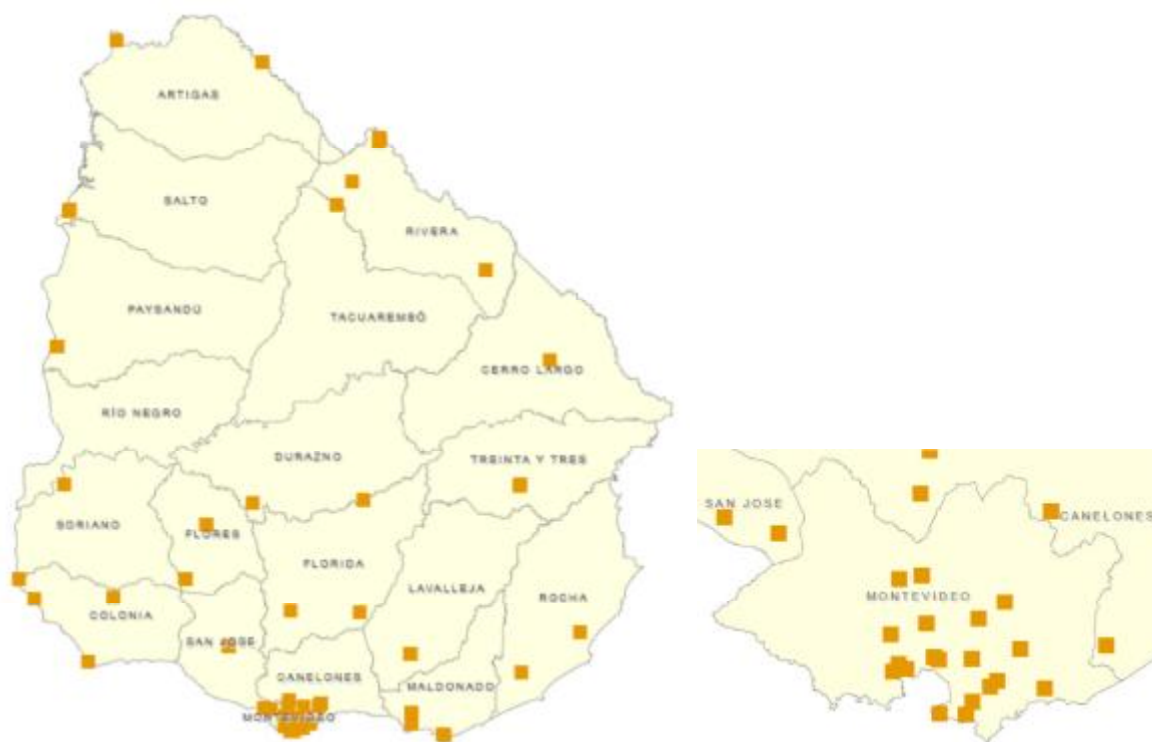 ARTIGAS
SALTO
RIVERA
PAYSANDÚ
TACUAREMBÓ
CERRO LARGO
RÍO NEGRO
DURAZNO
TREINTA Y TRES
SORIANO
FLORES
FLORIDA
LAVALLEJA
ROCHA
COLONIA
SAN JOSE
CANELONES
MALDONADO
MONTEVIDEO
SAN JOSE
CANELONES
MONTEVIDEO